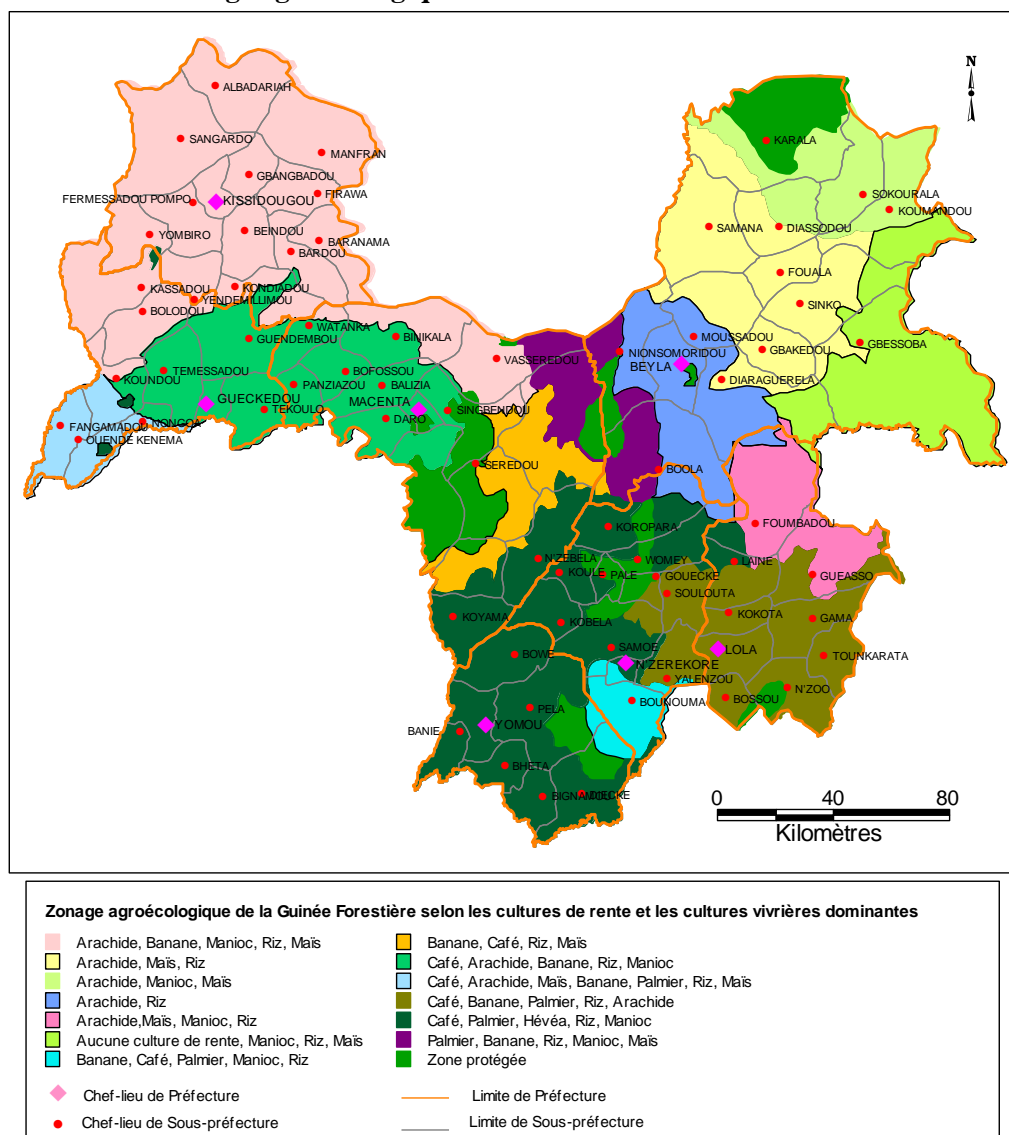 N
ALBADARIAH
KARALA
SANGARDO
MANFRAN
GBANGBADOU
FIRAWA
SOKOURALA
FERMESSADOU POMPO
KISSIDOUGOU
KOUMANDOU
YOMBIRO
BEINDOU
SAMANA
DIASSODOU
BARANAMA
BARDOU
FOUALA
KASSADOU
KONDIADOU
YENDEMILLIMOU
SINKO
BOLODOU
WATANKA
GUENDEMBOU
BINIKALA
MOUSSADOU
GBESSOBA
NIONSOMORIDOU
GBAKEDOU
VASSEREDOU
BEYLA
TEMESSADOU
BOFOSSOU
KOUNDOU
PANZIAZOU
BALIZIA
DIARAGUERELA
GUECKEDOU
MACENTA
TEKOULO
SINGBENDOU
FANGAMADOU
NONGOA
DARO
OUENDE KENEMA
SEREDOU
BOOLA
KOROPARA
FOUMBADOU
N'ZEBELA
WOMEY
LAINE
KOULE
PALE
GOUECKE
GUEASSO
SOULOUTA
KOYAMA
KOBELA
KOKOTA
GAMA
SAMOE
LOLA
BOWE
N'ZEREKORE
TOUNKARATA
YALENZOU
N'ZOO
BOUNOUMA
BOSSOU
PELA
BANIE
YOMOU
BHETA
BIGNAMOU
DIECKE
0 40 80
Kilomètres
Zonage agroécologique de la Guinée Forestière selon les cultures de rente et les cultures vivrières dominantes
Arachide, Banane, Manioc, Riz, Maïs
Arachide, Maïs, Riz
Arachide, Manioc, Maïs
Arachide, Riz
Arachide,Maïs, Manioc, Riz
Aucune culture de rente, Manioc, Riz, Maïs
Banane, Café, Palmier, Manioc, Riz
Banane, Café, Riz, Maïs
Café, Arachide, Banane, Riz, Manioc
Café, Arachide, Maïs, Banane, Palmier, Riz, Maïs
Café, Banane, Palmier, Riz, Arachide
Café, Palmier, Hévéa, Riz, Manioc
Palmier, Banane, Riz, Manioc, Maïs
Zone protégée
Chef-lieu de Préfecture
Chef-lieu de Sous-préfecture
Limite de Préfecture
Limite de Sous-préfecture